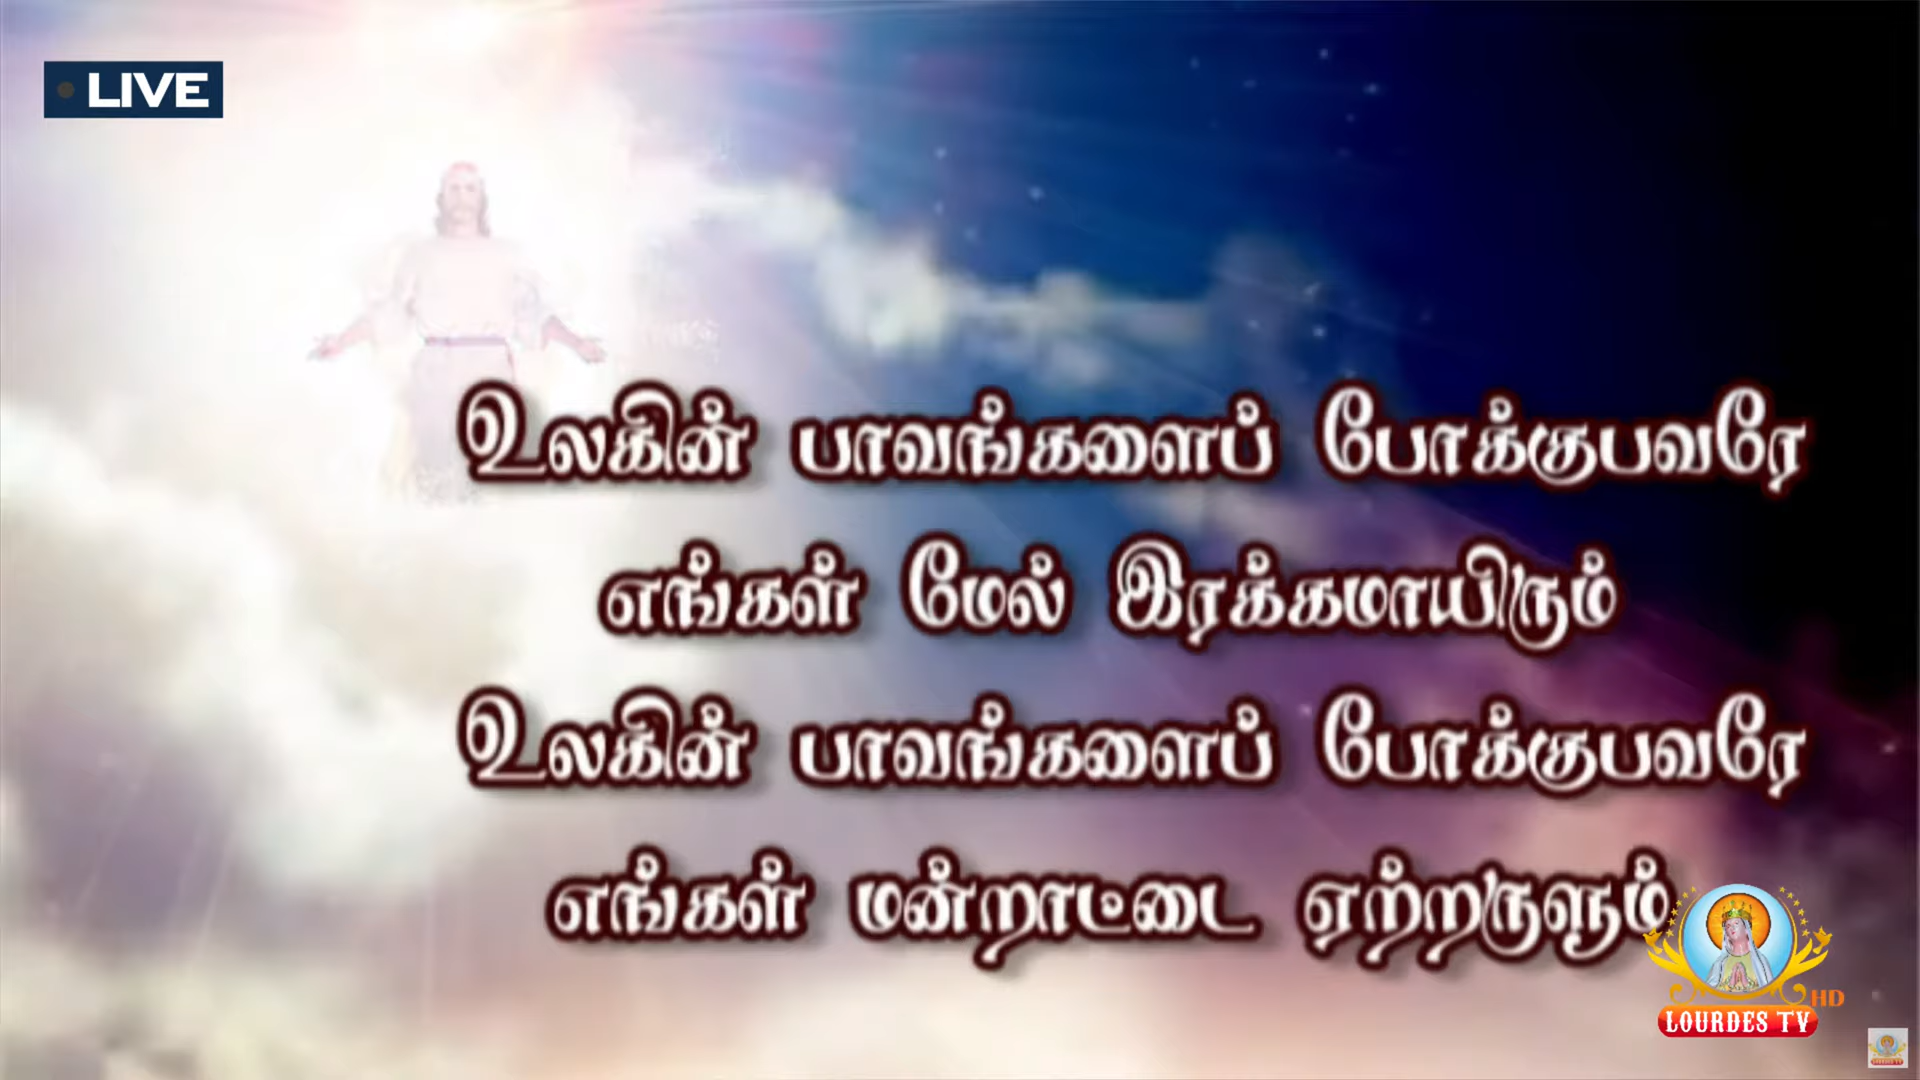 LIVE
உலகின் பாவங்களைப் போக்குபவரே
எங்கள் மேல் இரக்கமாயிரும்
உலகின் பாவங்களைப் போக்குபவரே
எங்கள் மன்றாட்டை ஏற்றருளும்
HD
LOURDES TV